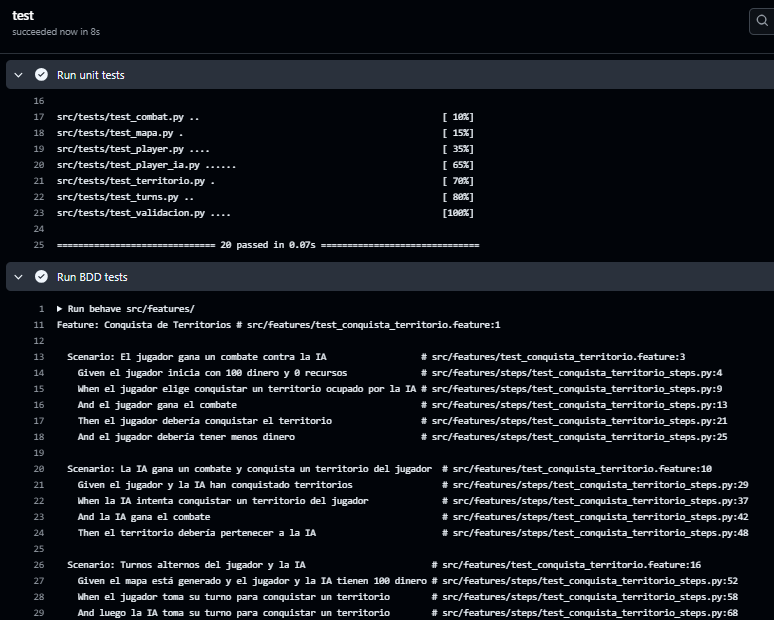 test
succeeded now in 8s
Run unit tests
16
17 src/tests/test_combat.py .. [ 10%]
18 src/tests/test_mapa.py . [ 15%]
19 src/tests/test_player.py .... [ 35%]
20 src/tests/test_player_ia.py ...... [ 65%]
21 src/tests/test_territorio.py . [ 70%]
22 src/tests/test_turns.py .. [ 80%]
23 src/tests/test_validacion.py .... [100%]
24
25 ============================== 20 passed in 0.07s ==============================
Run BDD tests
1 ▶ Run behave src/features/
11 Feature: Conquista de Territorios # src/features/test_conquista_territorio.feature:1
12
13 Scenario: El jugador gana un combate contra la IA # src/features/test_conquista_territorio.feature:3
14 Given el jugador inicia con 100 dinero y 0 recursos # src/features/steps/test_conquista_territorio_steps.py:4
15 When el jugador elige conquistar un territorio ocupado por la IA # src/features/steps/test_conquista_territorio_steps.py:9
16 And el jugador gana el combate # src/features/steps/test_conquista_territorio_steps.py:13
17 Then el jugador debería conquistar el territorio # src/features/steps/test_conquista_territorio_steps.py:21
18 And el jugador debería tener menos dinero # src/features/steps/test_conquista_territorio_steps.py:25
19
20 Scenario: La IA gana un combate y conquista un territorio del jugador # src/features/test_conquista_territorio.feature:10
21 Given el jugador y la IA han conquistado territorios # src/features/steps/test_conquista_territorio_steps.py:29
22 When la IA intenta conquistar un territorio del jugador # src/features/steps/test_conquista_territorio_steps.py:37
23 And la IA gana el combate # src/features/steps/test_conquista_territorio_steps.py:42
24 Then el territorio debería pertenecer a la IA # src/features/steps/test_conquista_territorio_steps.py:48
25
26 Scenario: Turnos alternos del jugador y la IA # src/features/test_conquista_territorio.feature:16
27 Given el mapa está generado y el jugador y la IA tienen 100 dinero # src/features/steps/test_conquista_territorio_steps.py:52
28 When el jugador toma su turno para conquistar un territorio # src/features/steps/test_conquista_territorio_steps.py:58
29 And luego la IA toma su turno para conquistar un territorio # src/features/steps/test_conquista_territorio_steps.py:68